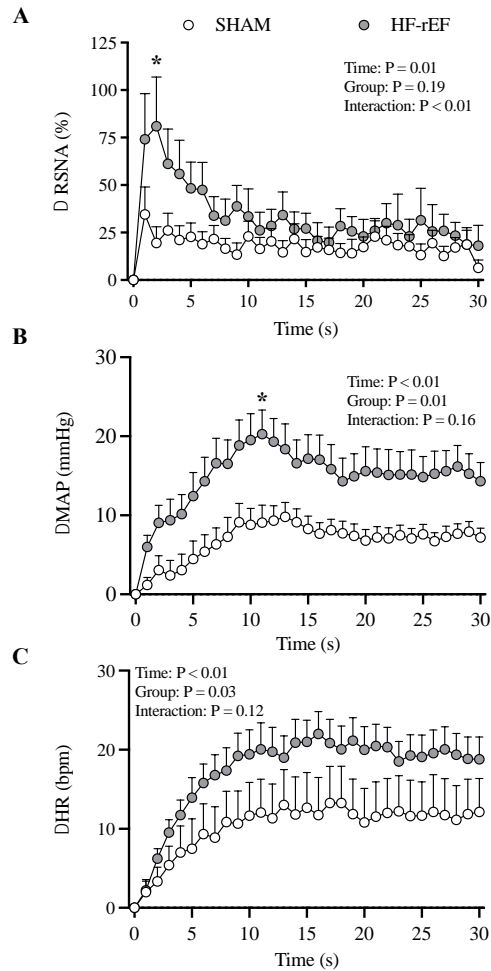 A
SHAM
HF-rEF
125
100
75
50
25
0
▯ RSNA (%)
*
Time: P = 0.01
Group: P = 0.19
Interaction: P < 0.01
0 5 10 15 20 25 30
Time (s)
B
30
20
10
0
▯MAP (mmHg)
*
Time: P < 0.01
Group: P = 0.01
Interaction: P = 0.16
0 5 10 15 20 25 30
Time (s)
C
30
20
10
0
▯HR (bpm)
Time: P < 0.01
Group: P = 0.03
Interaction: P = 0.12
0 5 10 15 20 25 30
Time (s)